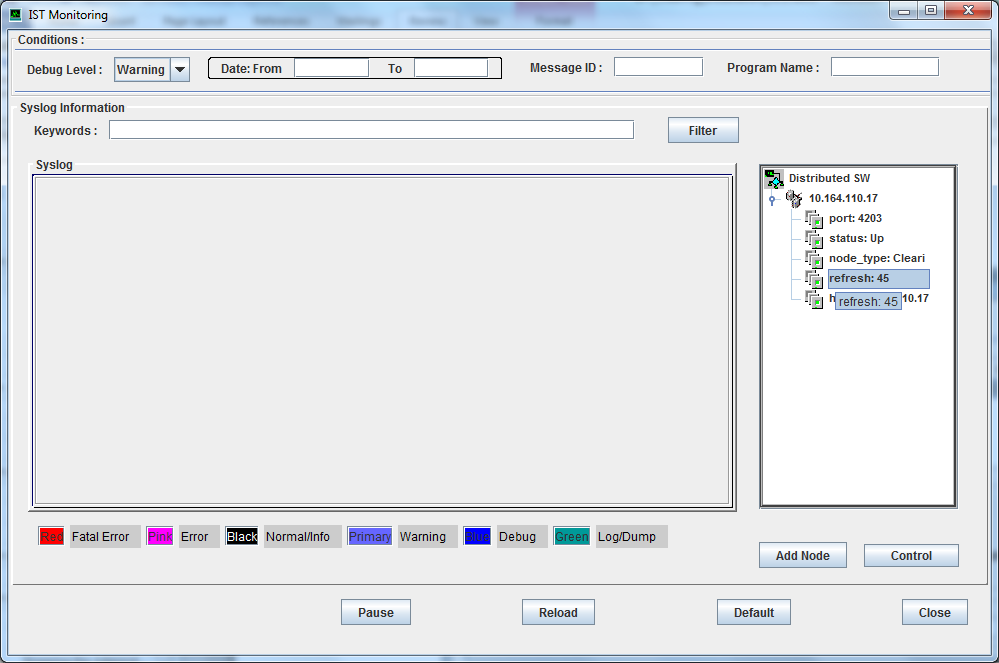 IST Monitoring
Conditions :
Debug Level : Warning Date: From To Message ID : Program Name :
Syslog Information
Keywords : Filter
Syslog
Distributed SW
10.164.110.17
port: 4203
status: Up
node_type: Cleari
refresh: 45
h refresh: 45 10.17
Red Fatal Error Pink Error Black Normal/Info Primary Warning Blue Debug Green Log/Dump
Add Node Control
Pause Reload Default Close